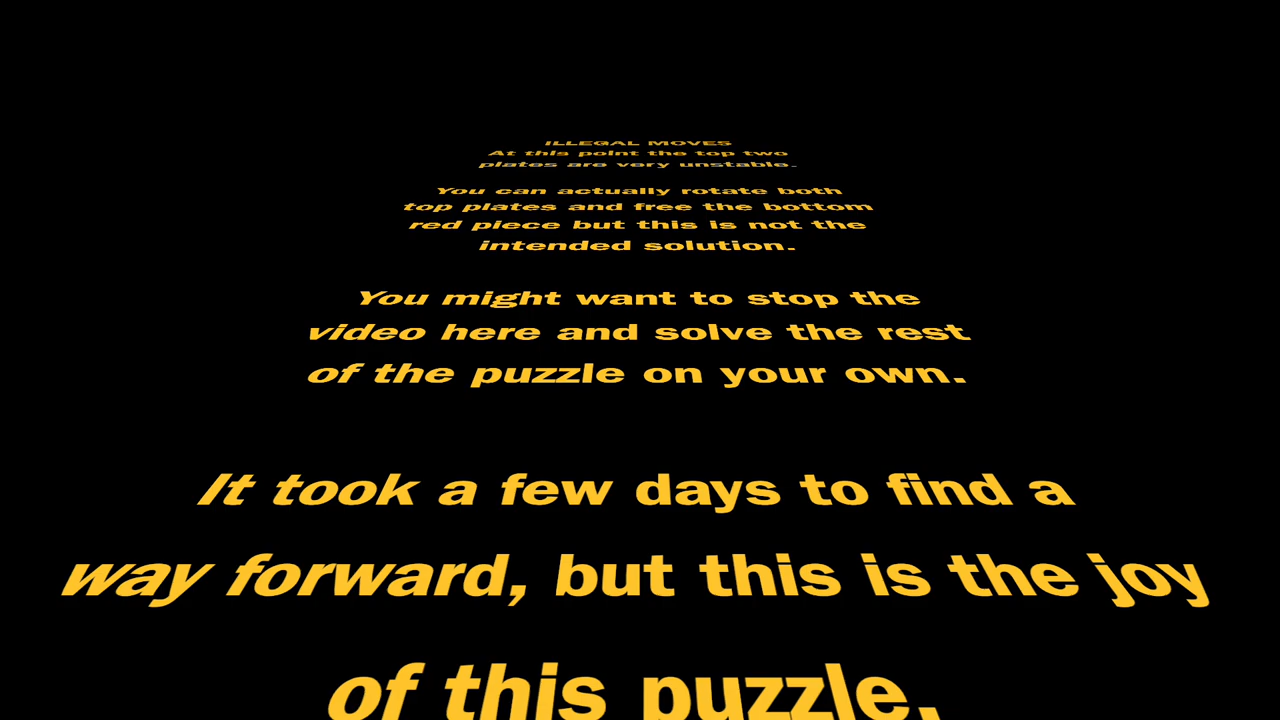 ILLEGAL MOVES
At this point the top two
plates are very unstable.
You can actually rotate both
top plates and free the bottom
red piece but this is not the
intended solution.
You might want to stop the
video here and solve the rest
of the puzzle on your own.
It took a few days to find a
way forward, but this is the joy
of this puzzle.